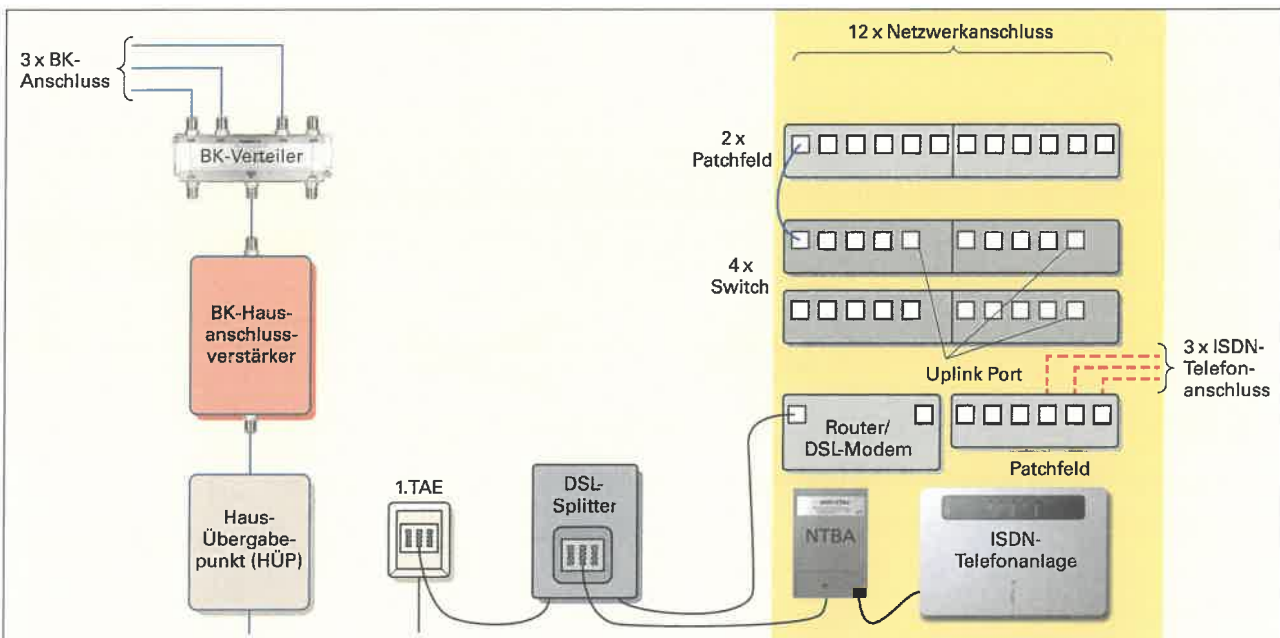 12 x Netzwerkanschluss
3 x BK-
Anschluss
BK-Verteiler
2 x
Patchfeld
4 x
Switch
BK-Haus-
anschluss-
verstärker
Uplink Port
3 x ISDN-
Telefon-
anschluss
Router/
DSL-Modem
Patchfeld
Haus-
Übergabe-
punkt (HÜP)
1.TAE
DSL-
Splitter
NTBA
ISDN-
Telefonanlage